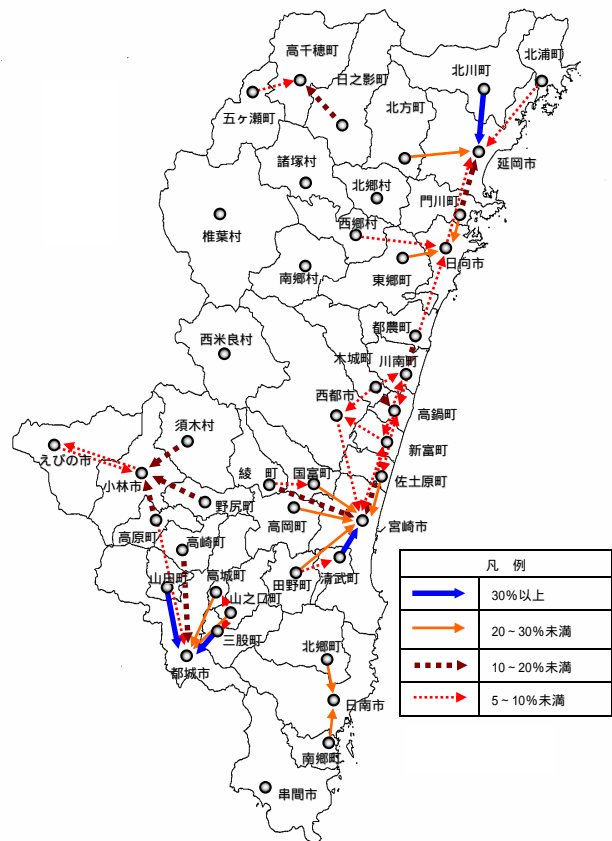 高千穂町
日之影町
北川町
北浦町
五ヶ瀬町
北方町
延岡市
諸塚村
北郷村
門川町
椎葉村
西郷村
日向市
南郷村
東郷町
都農町
西米良村
木城町
川南町
西都市
高鍋町
須木村
新富町
えびの市
小林市
綾 町
国富町
佐土原町
野尻町
高岡町
宮崎市
高原町
高崎町
山田町
高城町
田野町
清武町
山之口町
三股町
都城市
北郷町
日南市
南郷町
串間市
凡 例
30%以上
20~30%未満
10~20%未満
5~10%未満